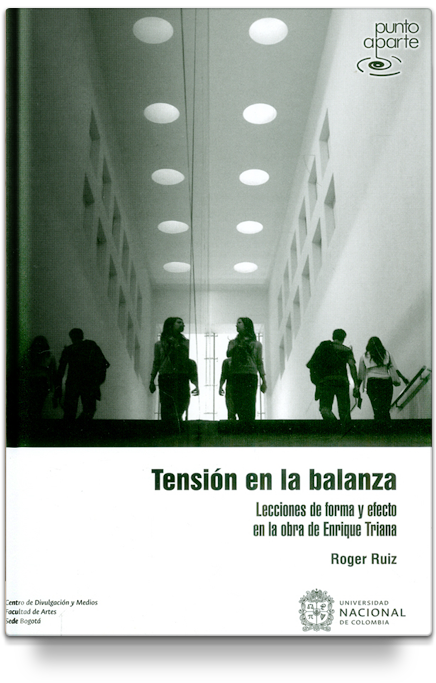 punto
aparte
Tensión en la balanza
Lecciones de forma y efecto
en la obra de Enrique Triana
Roger Ruiz
Centro de Divulgación y Medios
Facultad de Artes
Sede Bogotá
UNIVERSIDAD
NACIONAL
DE COLOMBIA